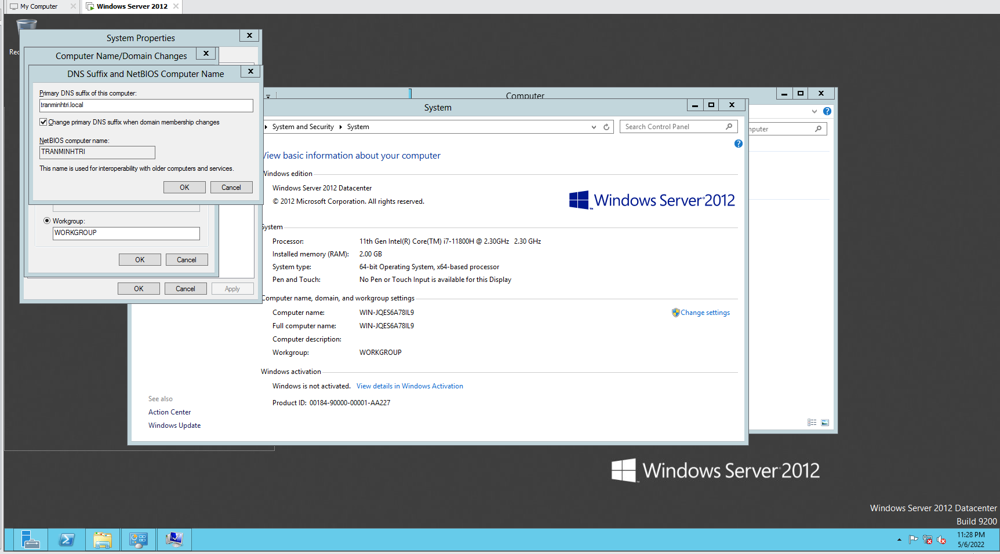 My Computer
Windows Server 2012
System Properties
Computer Name/Domain Changes
DNS Suffix and NetBIOS Computer Name
Primary DNS suffix of this computer:
tranminhtri.local
Change primary DNS suffix when domain membership changes
NetBIOS computer name:
TRANMINHTRI
This name is used for interoperability with older computers and services.
OK Cancel
Workgroup:
WORKGROUP
OK Cancel
OK Cancel Apply
Computer
System
System and Security System
Search Control Panel
View basic information about your computer
Windows edition
Windows Server 2012 Datacenter
© 2012 Microsoft Corporation. All rights reserved.
Windows Server 2012
System
Processor: 11th Gen Intel(R) Core(TM) i7-11800H @ 2.30GHz 2.30 GHz
Installed memory (RAM): 2.00 GB
System type: 64-bit Operating System, x64-based processor
Pen and Touch: No Pen or Touch Input is available for this Display
Computer name, domain, and workgroup settings
Computer name: WIN-JQES6A78IL9
Change settings
Full computer name: WIN-JQES6A78IL9
Computer description:
Workgroup: WORKGROUP
Windows activation
Windows is not activated. View details in Windows Activation
Product ID: 00184-90000-00001-AA227
See also
Action Center
Windows Update
Windows Server 2012
Windows Server 2012 Datacenter
Build 9200
11:28 PM
5/6/2022